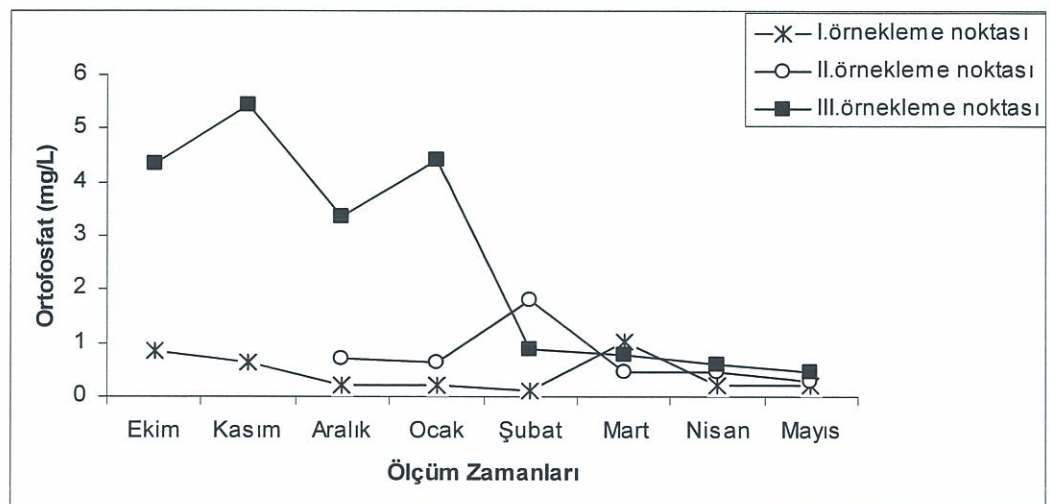 I.örnekleme noktası
II.örnekleme noktası
III.örnekleme noktası
6
5
4
3
2
1
0
Ortofosfat (mg/L)
Ekim Kasım Aralık Ocak Şubat Mart Nisan Mayıs
Ölçüm Zamanları